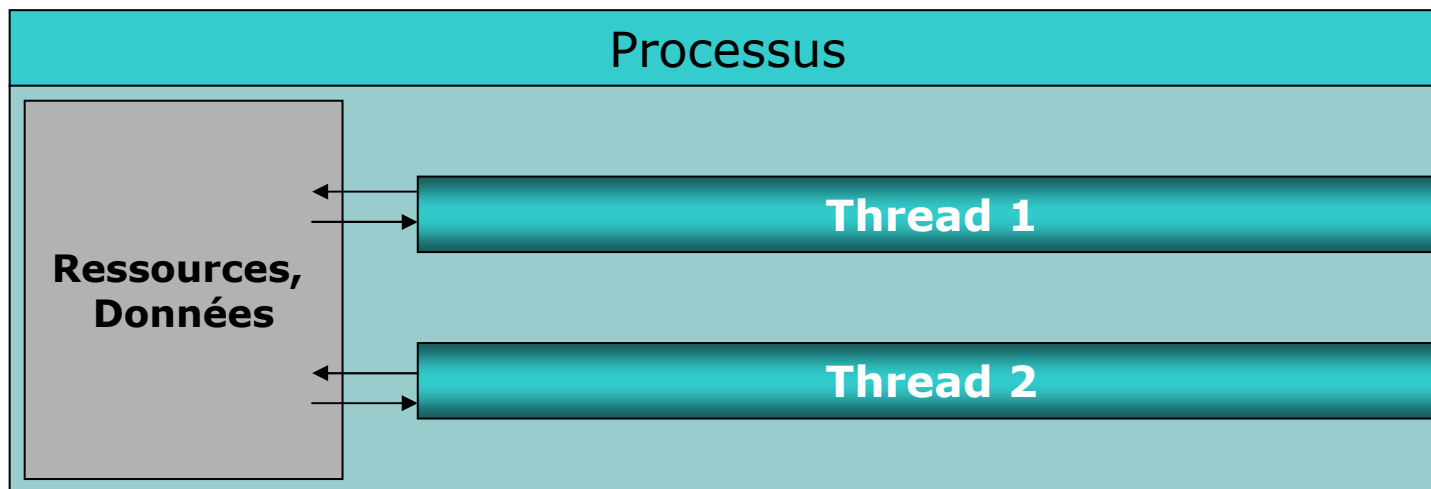 Processus
Thread 1
Ressources,
Données
Thread 2